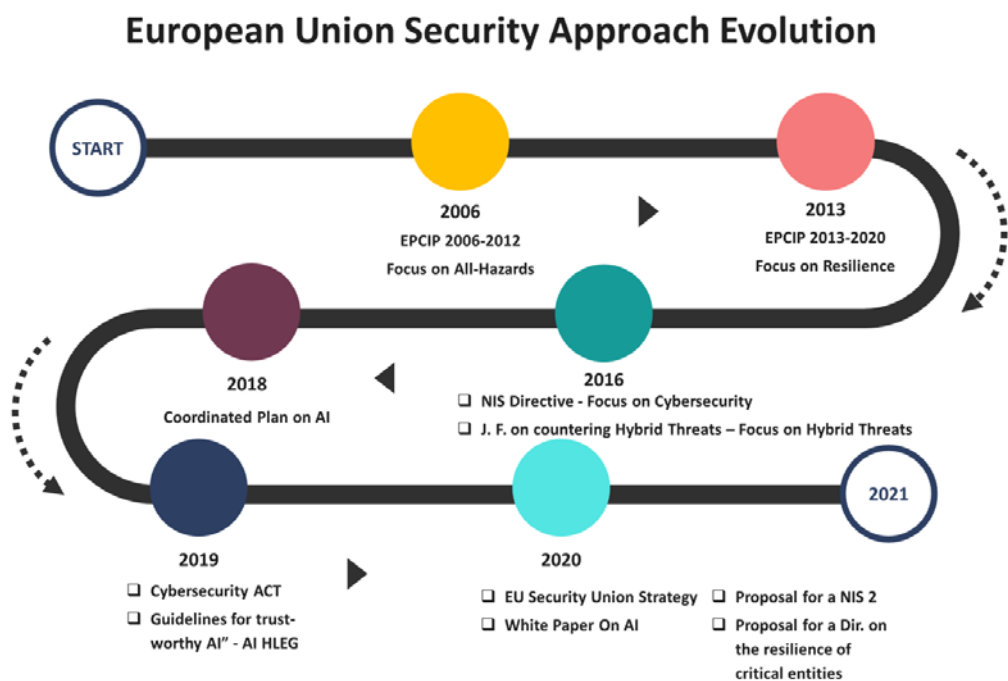 European Union Security Approach Evolution
START
2006
EPCIP 2006-2012
Focus on All-Hazards
2013
EPCIP 2013-2020
Focus on Resilience
2016
❑ NIS Directive - Focus on Cybersecurity
❑ J. F. on countering Hybrid Threats – Focus on Hybrid Threats
2018
Coordinated Plan on AI
2019
❑ Cybersecurity ACT
❑ Guidelines for trust-
worthy AI” - AI HLEG
2020
❑ EU Security Union Strategy
❑ White Paper On AI
❑ Proposal for a NIS 2
❑ Proposal for a Dir. on
the resilience of
critical entities
2021